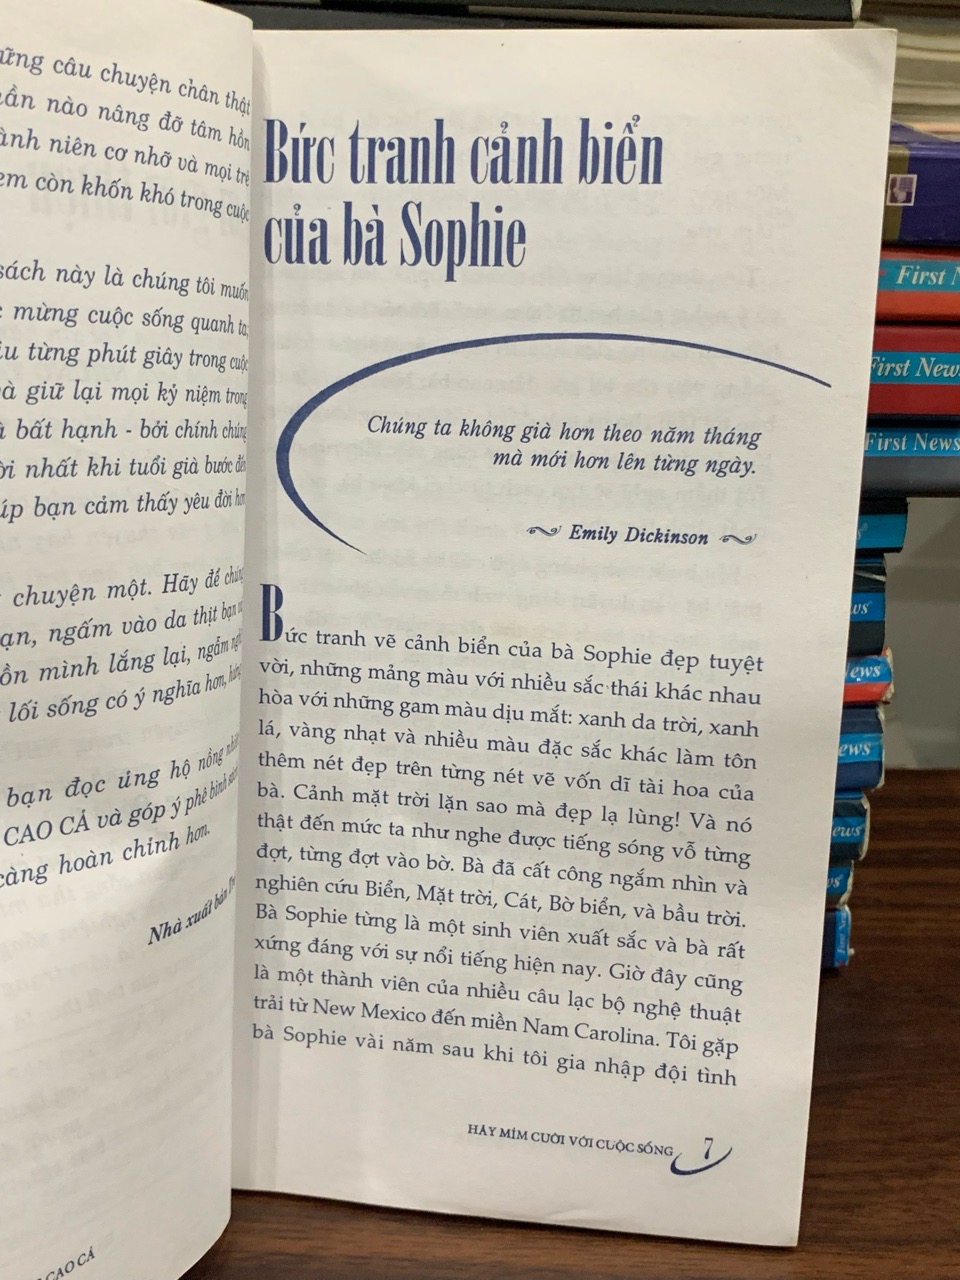 ững câu chuyện chân thật
ần nào nâng đỡ tâm hồn
ành niên cơ nhỡ và mọi trẻ
em còn khốn khó trong cuộc
sách này là chúng tôi muốn
mừng cuộc sống quanh ta;
từng phút giây trong cuộc
à giữ lại mọi kỷ niệm trong
bất hạnh - bởi chính chúng
ời nhất khi tuổi già bước đến
úp bạn cảm thấy yêu đời hơn
chuyện một. Hãy để chúng
ạn, ngấm vào da thịt bạn
ồn mình lắng lại, ngẫm nghĩ
lối sống có ý nghĩa hơn,
bạn đọc ủng hộ nồng nhiệt
CAO CẢ và góp ý phê bình
càng hoàn chỉnh hơn.
Nhà xuất bản
CAO CẢ
Bức tranh cảnh biển
của bà Sophie
Chúng ta không già hơn theo năm tháng
mà mới hơn lên từng ngày.
Emily Dickinson
Bức tranh vẽ cảnh biển của bà Sophie đẹp tuyệt
vời, những mảng màu với nhiều sắc thái khác nhau
hòa với những gam màu dịu mắt: xanh da trời, xanh
lá, vàng nhạt và nhiều màu đặc sắc khác làm tôn
thêm nét đẹp trên từng nét vẽ vốn dĩ tài hoa của
bà. Cảnh mặt trời lặn sao mà đẹp lạ lùng! Và nó
thật đến mức ta như nghe được tiếng sóng vỗ từng
đợt, từng đợt vào bờ. Bà đã cất công ngắm nhìn và
nghiên cứu Biển, Mặt trời, Cát, Bờ biển, và bầu trời.
Bà Sophie từng là một sinh viên xuất sắc và bà rất
xứng đáng với sự nổi tiếng hiện nay. Giờ đây cũng
là một thành viên của nhiều câu lạc bộ nghệ thuật
trải từ New Mexico đến miền Nam Carolina. Tôi gặp
bà Sophie vài năm sau khi tôi gia nhập đội tình
HÃY MỈM CƯỜI VỚI CUỘC SỐNG 7
First N
First New
First News
ws
News
ews
ews
ws